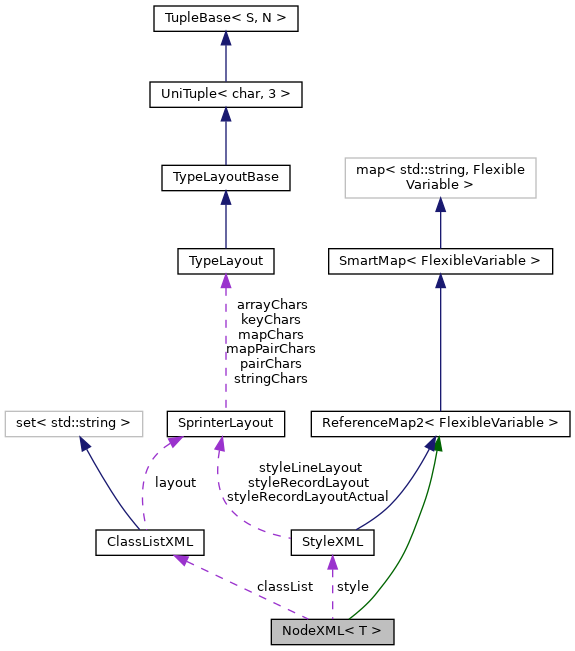 TupleBase< S, N >
UniTuple< char, 3 >
TypeLayoutBase
map< std::string, Flexible
Variable >
TypeLayout
SmartMap< FlexibleVariable >
arrayChars
keyChars
mapChars
mapPairChars
pairChars
stringChars
set< std::string >
SprinterLayout
ReferenceMap2< FlexibleVariable >
layout
styleLineLayout
styleRecordLayout
styleRecordLayoutActual
ClassListXML
StyleXML
classList
style
NodeXML< T >